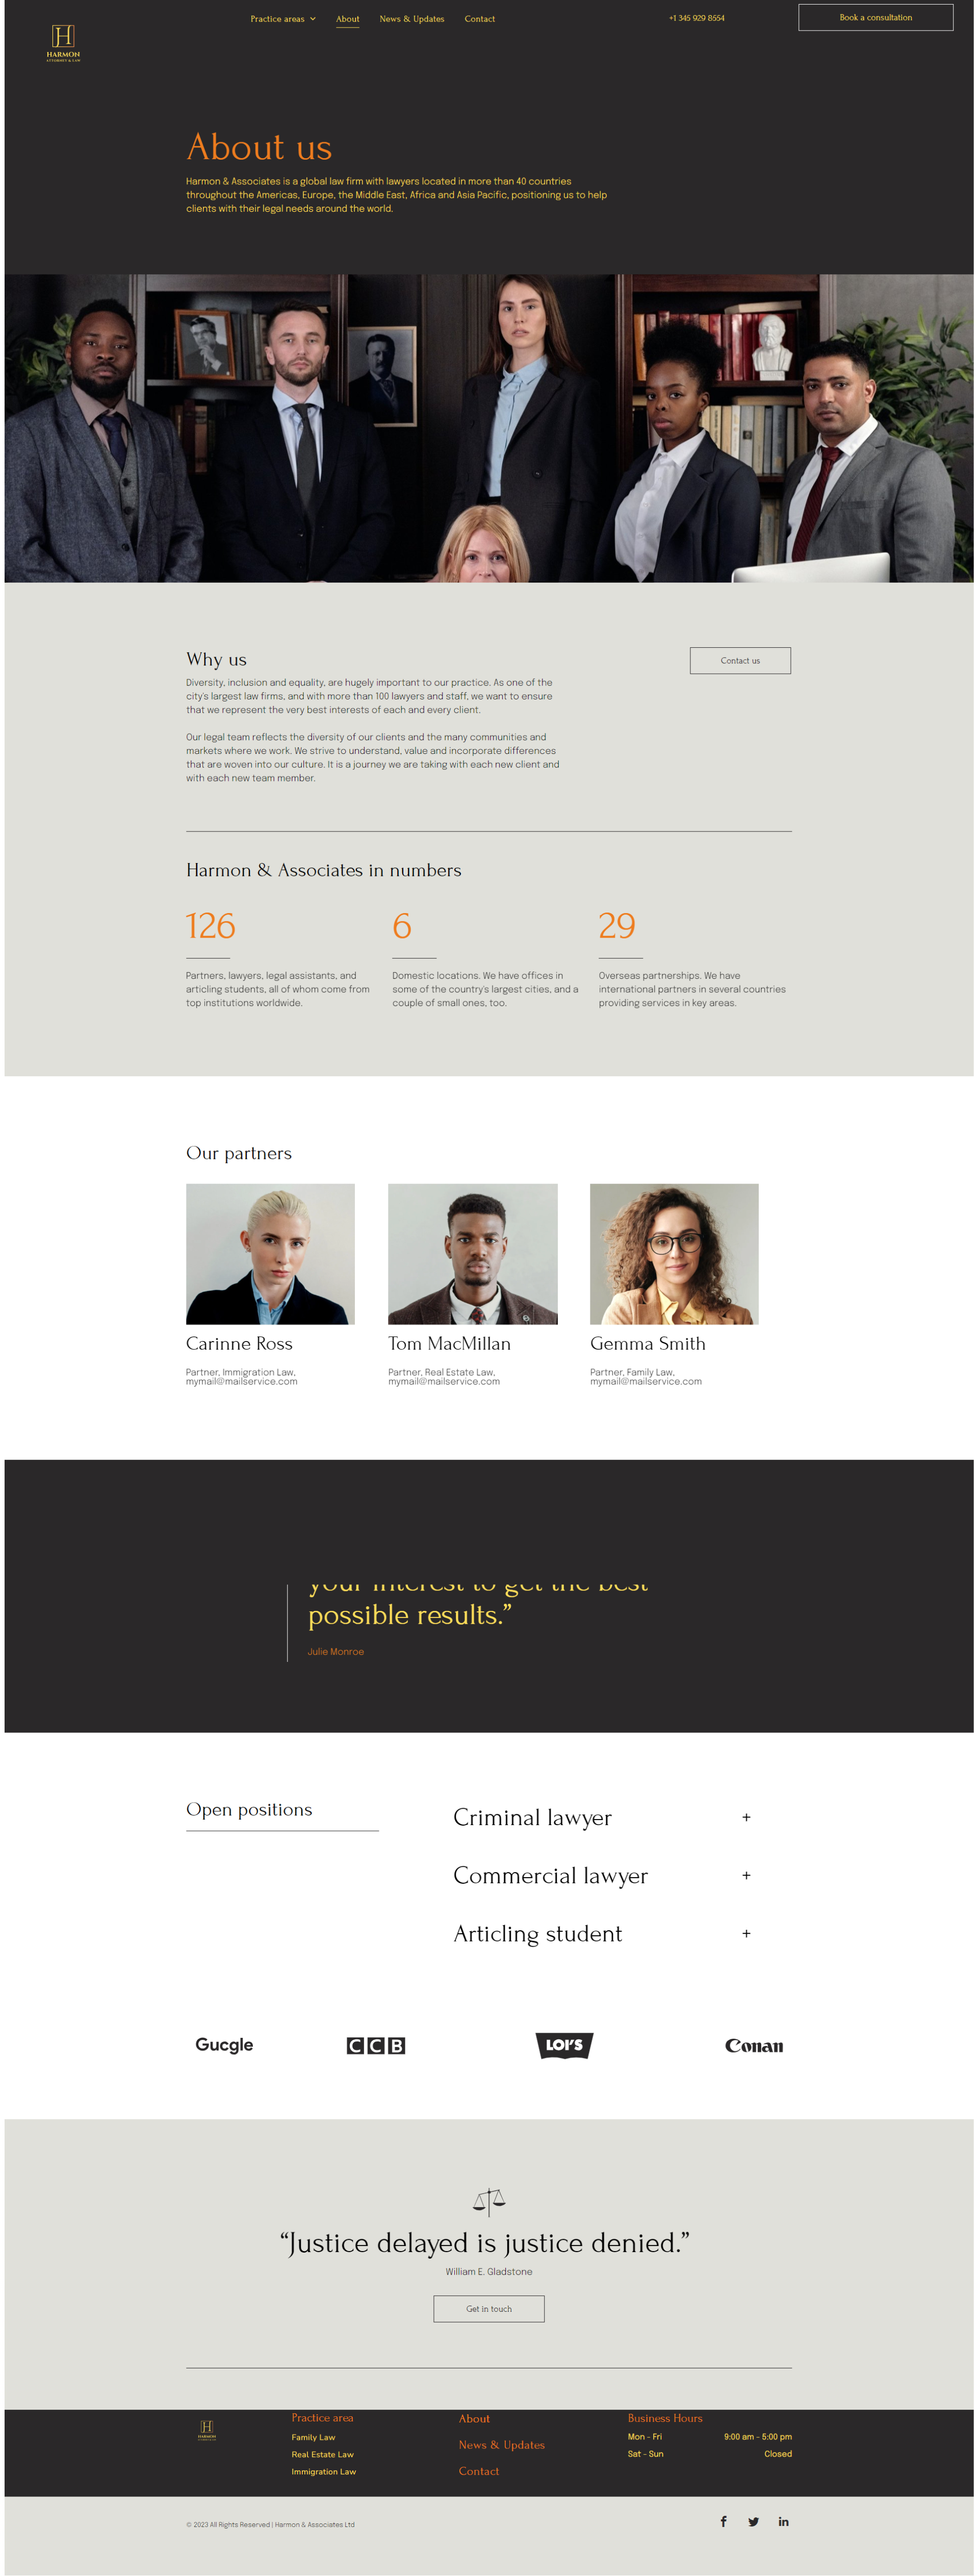 Practice areas
About
News & Updates
Contact
+1 345 929 8554
Book a consultation
HARMON
ATTORNEY & LAW
About us
Harmon & Associates is a global law firm with lawyers located in more than 40 countries
throughout the Americas, Europe, the Middle East, Africa and Asia Pacific, positioning us to help
clients with their legal needs around the world.
Why us
Contact us
Diversity, inclusion and equality, are hugely important to our practice. As one of the
city's largest law firms, and with more than 100 lawyers and staff, we want to ensure
that we represent the very best interests of each and every client.
Our legal team reflects the diversity of our clients and the many communities and
markets where we work. We strive to understand, value and incorporate differences
that are woven into our culture. It is a journey we are taking with each new client and
with each new team member.
Harmon & Associates in numbers
126
Partners, lawyers, legal assistants, and
articling students, all of whom come from
top institutions worldwide.
6
Domestic locations. We have offices in
some of the country's largest cities, and a
couple of small ones, too.
29
Overseas partnerships. We have
international partners in several countries
providing services in key areas.
Our partners
Carinne Ross
Partner, Immigration Law,
mymail@mailservice.com
Tom MacMillan
Partner, Real Estate Law,
mymail@mailservice.com
Gemma Smith
Partner, Family Law,
mymail@mailservice.com
your interest to get the best
possible results.”
Julie Monroe
Open positions
Criminal lawyer +
Commercial lawyer +
Articling student +
Gucgle
CCB
LOI'S
Conan
“Justice delayed is justice denied.”
William E. Gladstone
Get in touch
HARMON
Practice area
Family Law
Real Estate Law
Immigration Law
About
News & Updates
Contact
Business Hours
Mon - Fri 9:00 am - 5:00 pm
Sat - Sun Closed
© 2023 All Rights Reserved | Harmon & Associates Ltd